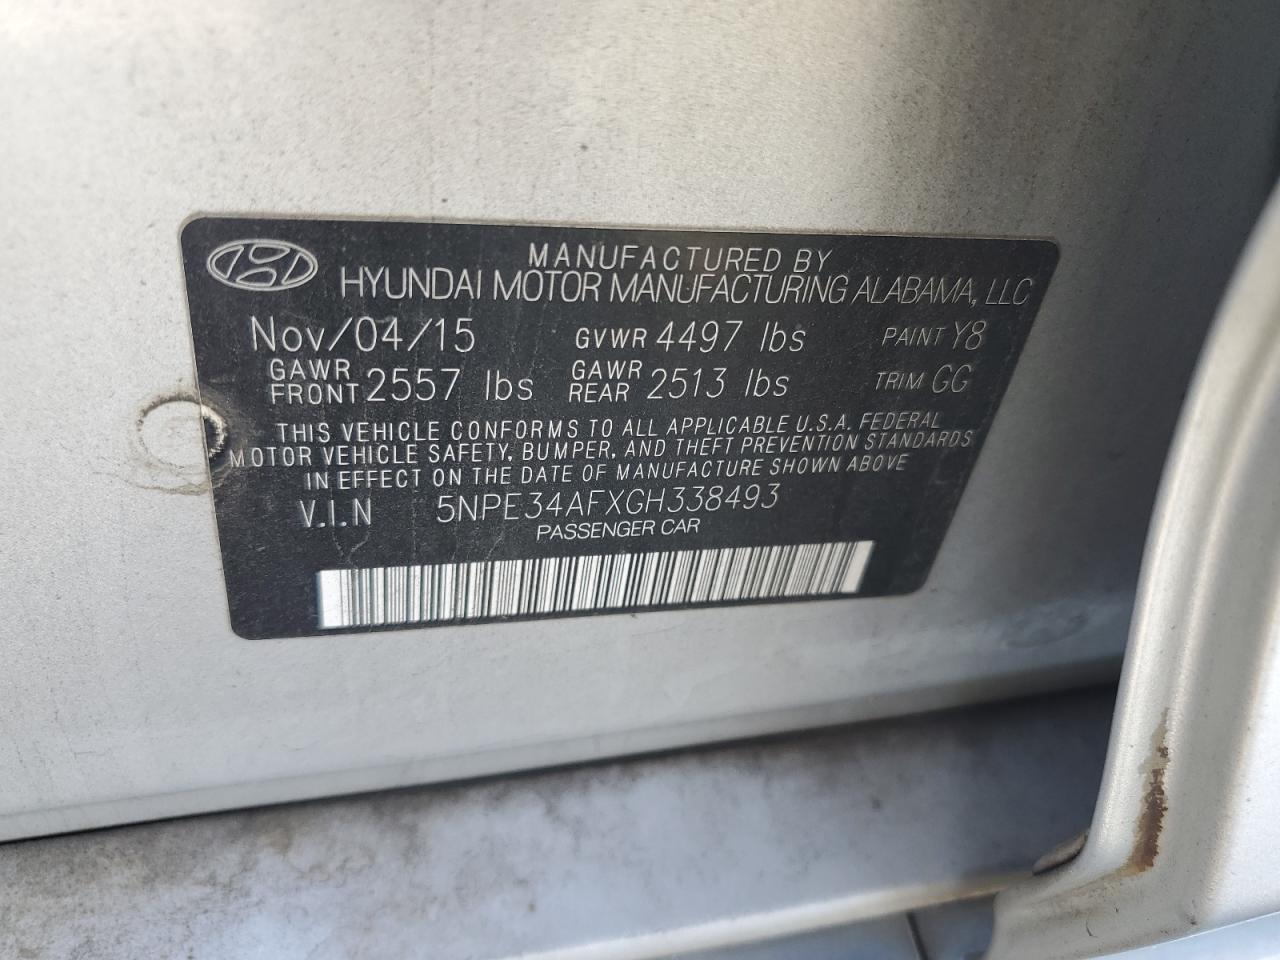 MANUFACTURED BY
HYUNDAI MOTOR MANUFACTURING ALABAMA, LLC
Nov/04/15 GVWR 4497 lbs PAINT Y8
GAWR FRONT 2557 lbs GAWR REAR 2513 lbs TRIM GG
THIS VEHICLE CONFORMS TO ALL APPLICABLE U.S.A. FEDERAL
MOTOR VEHICLE SAFETY, BUMPER, AND THEFT PREVENTION STANDARDS
IN EFFECT ON THE DATE OF MANUFACTURE SHOWN ABOVE
V.I.N 5NPE34AFXGH338493
PASSENGER CAR